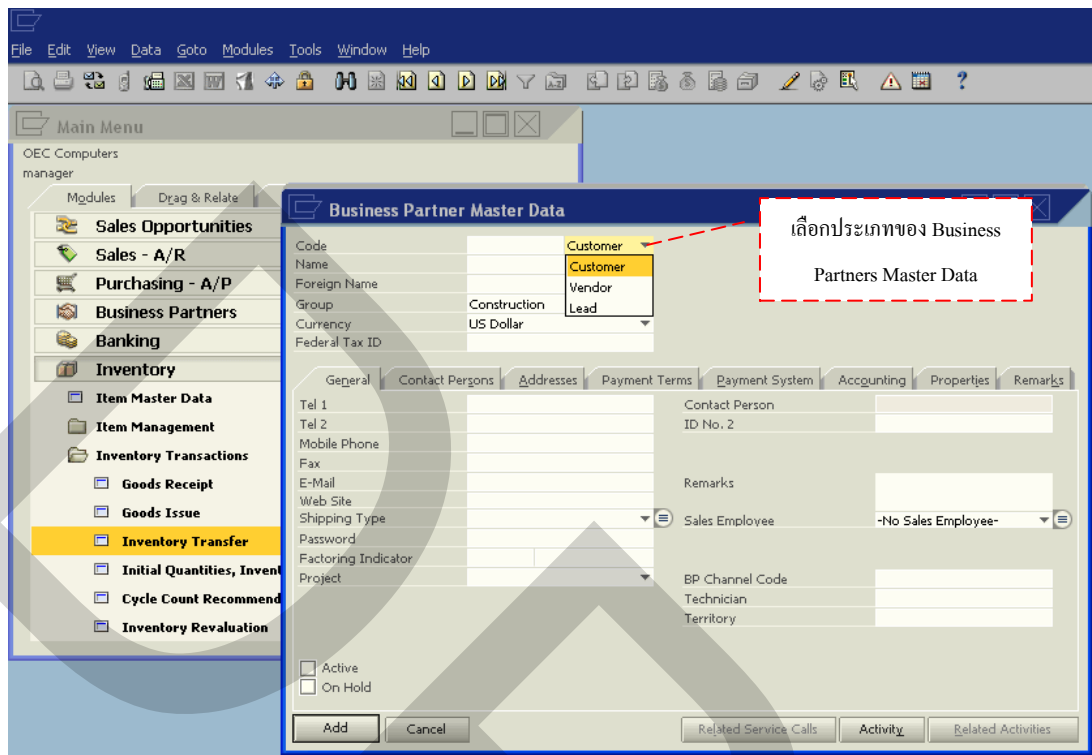 File Edit View Data Goto Modules Tools Window Help
Main Menu
OEC Computers
manager
Modules
Drag & Relate
Sales Opportunities
Sales - A/R
Purchasing - A/P
Business Partners
Banking
Inventory
Item Master Data
Item Management
Inventory Transactions
Goods Receipt
Goods Issue
Inventory Transfer
Initial Quantities, Invent
Cycle Count Recommend
Inventory Revaluation
Business Partner Master Data
เลือกประเภทของ Business
Partners Master Data
Code
Customer
Name
Customer
Foreign Name
Vendor
Group
Construction
Lead
Currency
US Dollar
Federal Tax ID
General
Contact Persons
Addresses
Payment Terms
Payment System
Accounting
Properties
Remarks
Tel 1
Contact Person
Tel 2
ID No. 2
Mobile Phone
Fax
E-Mail
Remarks
Web Site
Shipping Type
Sales Employee
-No Sales Employee-
Password
Factoring Indicator
Project
BP Channel Code
Technician
Territory
Active
On Hold
Add
Cancel
Related Service Calls
Activity
Related Activities